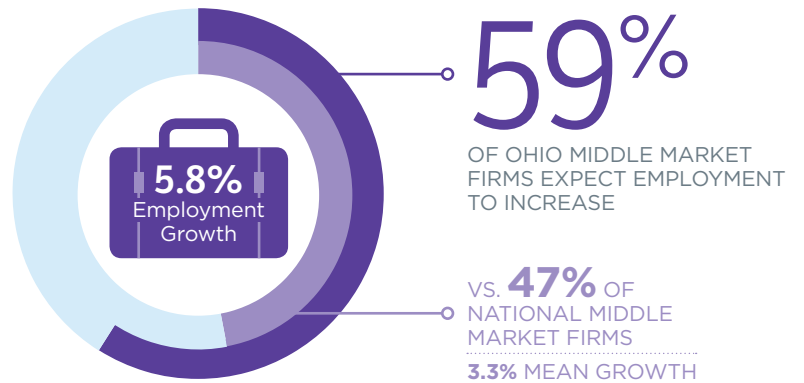 5.8%
Employment
Growth
59%
OF OHIO MIDDLE MARKET
FIRMS EXPECT EMPLOYMENT
TO INCREASE
VS. 47% OF
NATIONAL MIDDLE
MARKET FIRMS
3.3% MEAN GROWTH